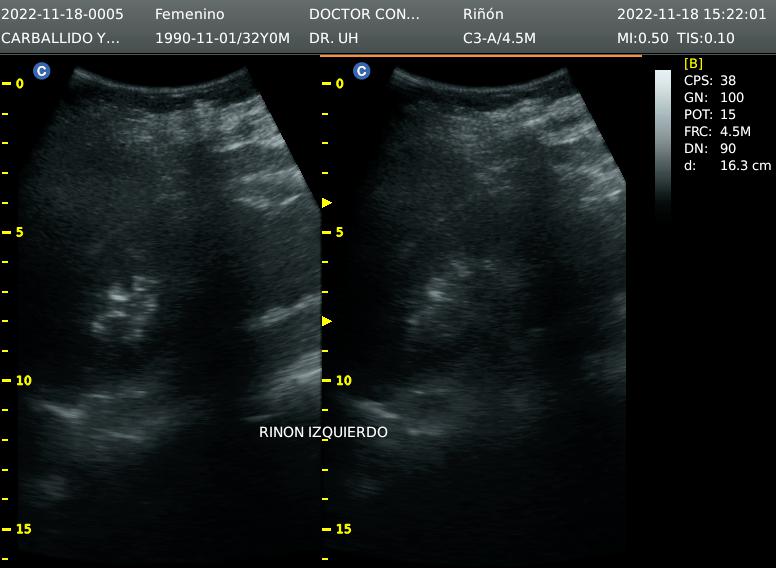 2022-11-18-0005 Femenino DOCTOR CON... Riñón 2022-11-18 15:22:01
CARBALLIDO Y... 1990-11-01/32Y0M DR. UH C3-A/4.5M MI:0.50 TIS:0.10
C
C
[B]
CPS: 38
GN: 100
POT: 15
FRC: 4.5M
DN: 90
d: 16.3 cm
0
5
10
15
0
5
10
15
RINON IZQUIERDO